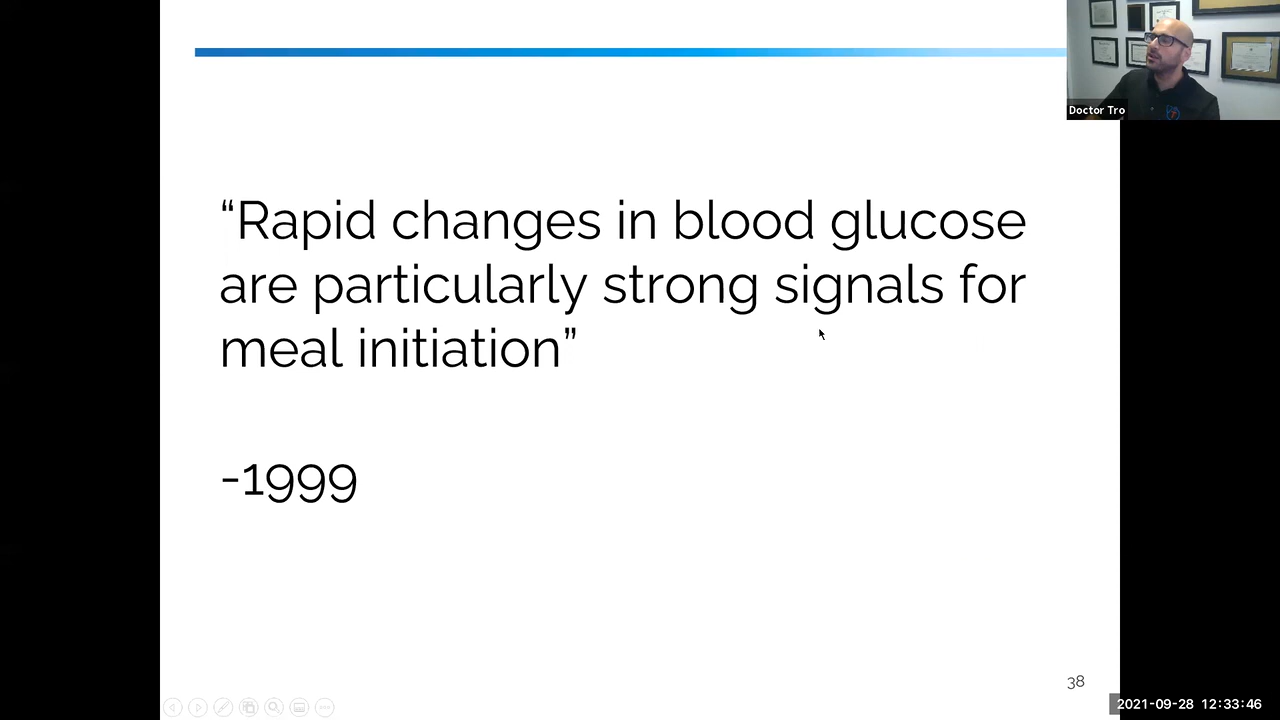 Doctor Tro
“Rapid changes in blood glucose
are particularly strong signals for
meal initiation”
-1999
38
2021-09-28 12:33:46